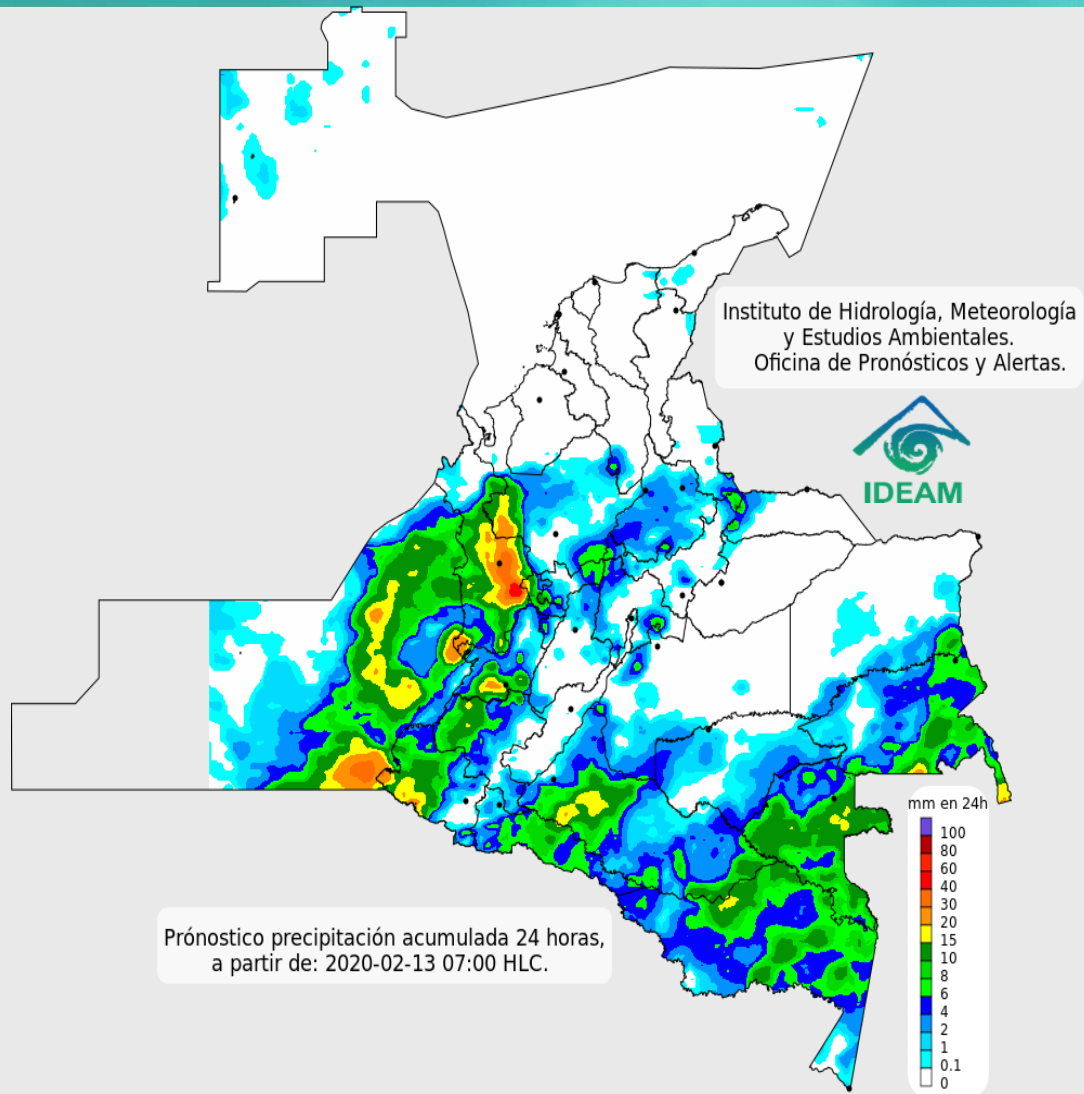 Instituto de Hidrología, Meteorología
y Estudios Ambientales.
Oficina de Pronósticos y Alertas.
IDEAM
mm en 24h
100
80
60
40
30
20
15
10
8
6
4
2
1
0.1
0
Prónostico precipitación acumulada 24 horas,
a partir de: 2020-02-13 07:00 HLC.